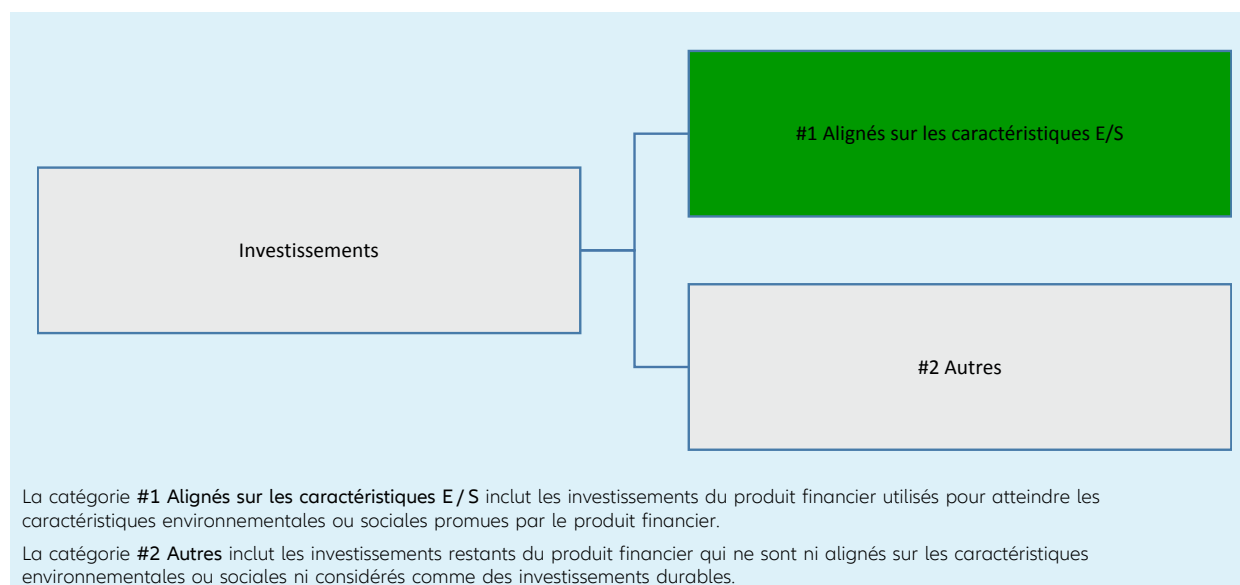 #1 Alignés sur les caractéristiques E/S
Investissements
#2 Autres
La catégorie #1 Alignés sur les caractéristiques E / S inclut les investissements du produit financier utilisés pour atteindre les
caractéristiques environnementales ou sociales promues par le produit financier.
La catégorie #2 Autres inclut les investissements restants du produit financier qui ne sont ni alignés sur les caractéristiques
environnementales ou sociales ni considérés comme des investissements durables.